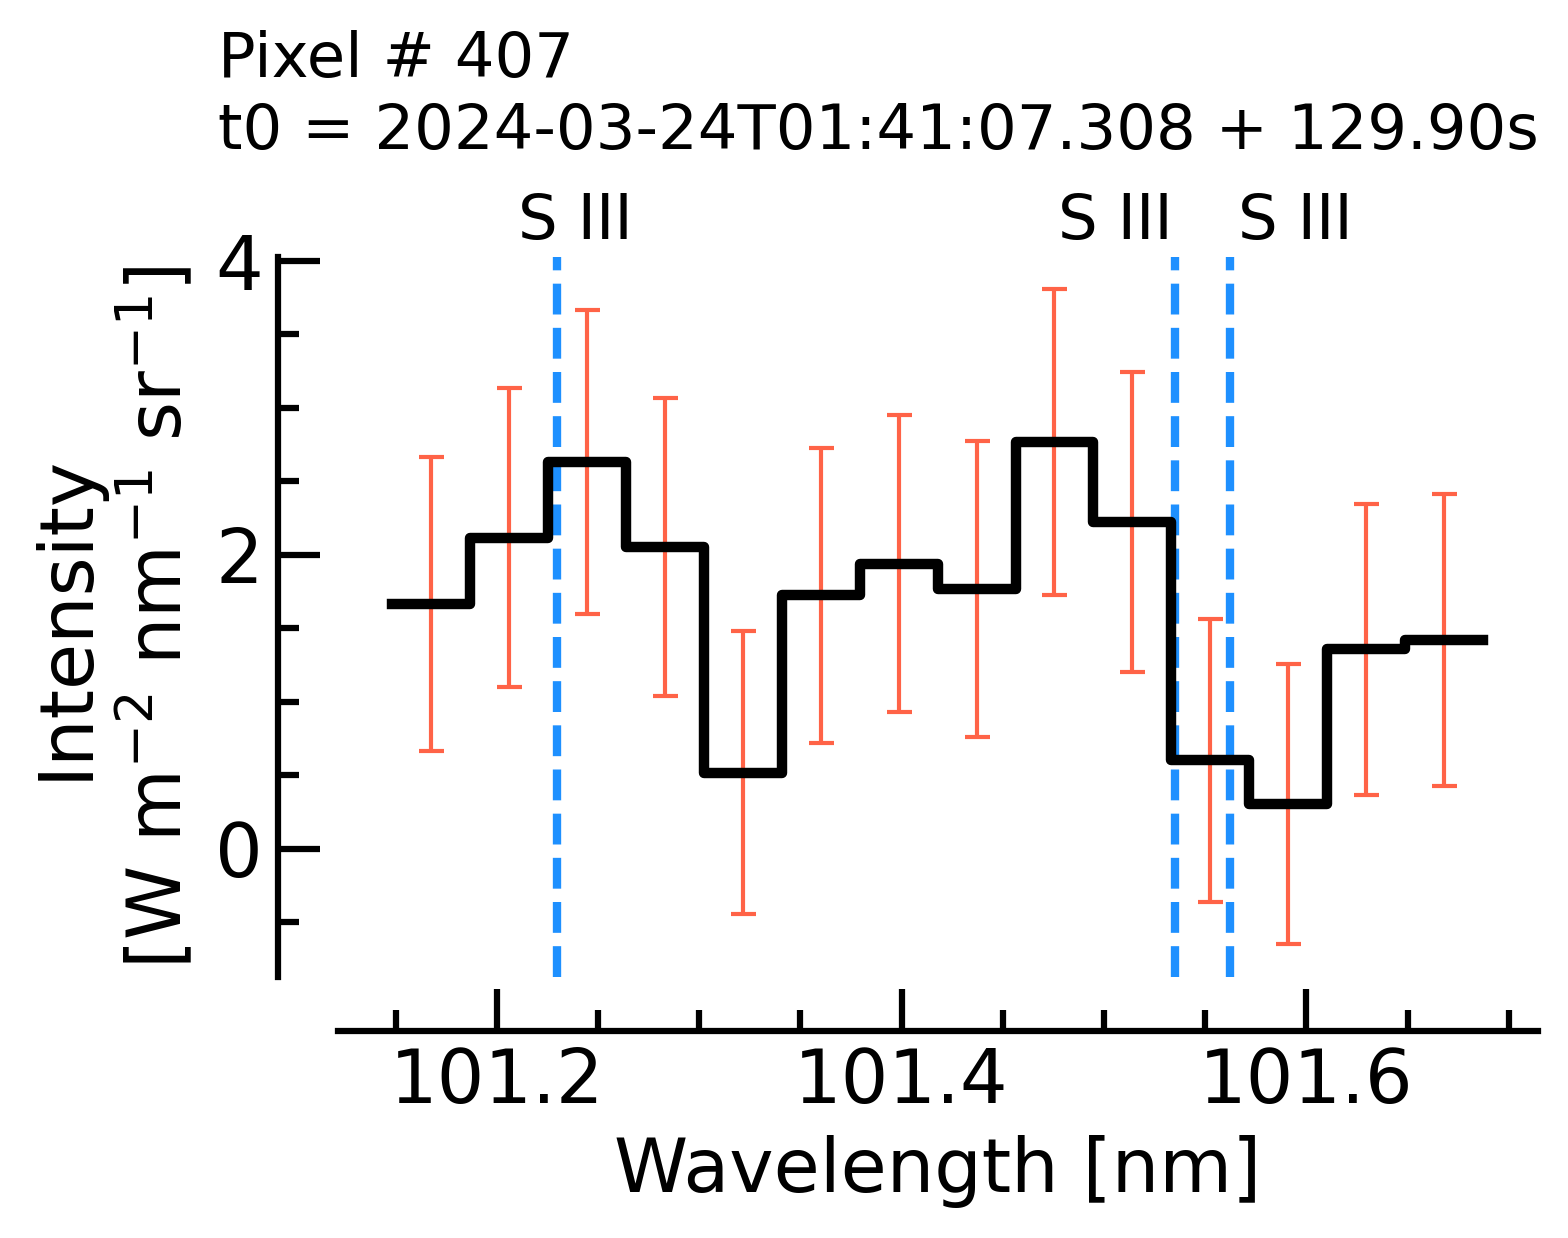 Pixel # 407
t0 = 2024-03-24T01:41:07.308 + 129.90s
S III S III S III
Intensity
[W m⁻² nm⁻¹ sr⁻¹]
4
2
0
101.2 101.4 101.6
Wavelength [nm]